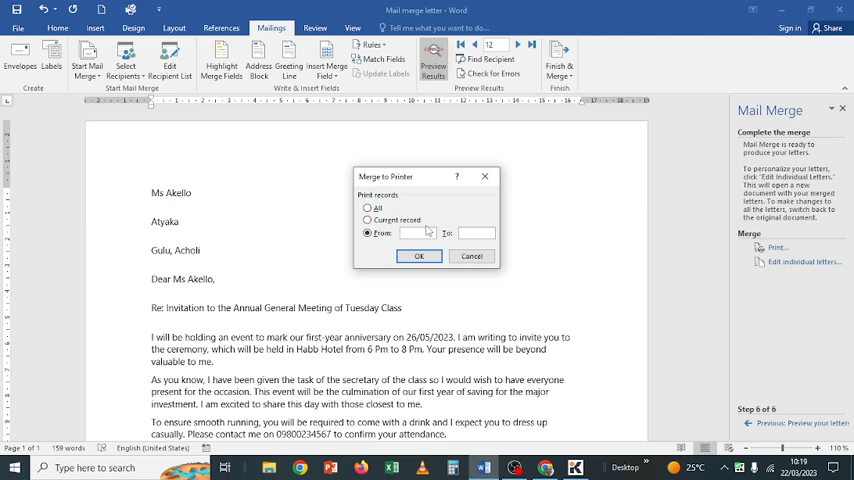 Mail merge letter - Word
Sign in
Share
File
Home
Insert
Design
Layout
References
Mailings
Review
View
Tell me what you want to do...
Envelopes
Labels
Start Mail Merge
Select Recipients
Edit Recipient List
Highlight Merge Fields
Address Block
Greeting Line
Insert Merge Field
Rules
Match Fields
Update Labels
Preview Results
12
Find Recipient
Check for Errors
Finish & Merge
Create
Start Mail Merge
Write & Insert Fields
Preview Results
Finish
Ms Akello
Atyaka
Gulu, Acholi
Dear Ms Akello,
Re: Invitation to the Annual General Meeting of Tuesday Class
I will be holding an event to mark our first-year anniversary on 26/05/2023. I am writing to invite you to
the ceremony, which will be held in Habb Hotel from 6 Pm to 8 Pm. Your presence will be beyond
valuable to me.
As you know, I have been given the task of the secretary of the class so I would wish to have everyone
present for the occasion. This event will be the culmination of our first year of saving for the major
investment. I am excited to share this day with those closest to me.
To ensure smooth running, you will be required to come with a drink and I expect you to dress up
casually. Please contact me on 09800234567 to confirm your attendance.
Merge to Printer
?
Print records
All
Current record
From:
To:
OK
Cancel
Mail Merge
Complete the merge
Mail Merge is ready to
produce your letters.
To personalize your letters,
click "Edit Individual Letters."
This will open a new
document with your merged
letters. To make changes to
all the letters, switch back to
the original document.
Merge
Print...
Edit individual letters...
Step 6 of 6
Previous: Preview your letters
Page 1 of 1
159 words
English (United States)
110 %
Type here to search
Desktop
25°C
10:19
22/03/2023